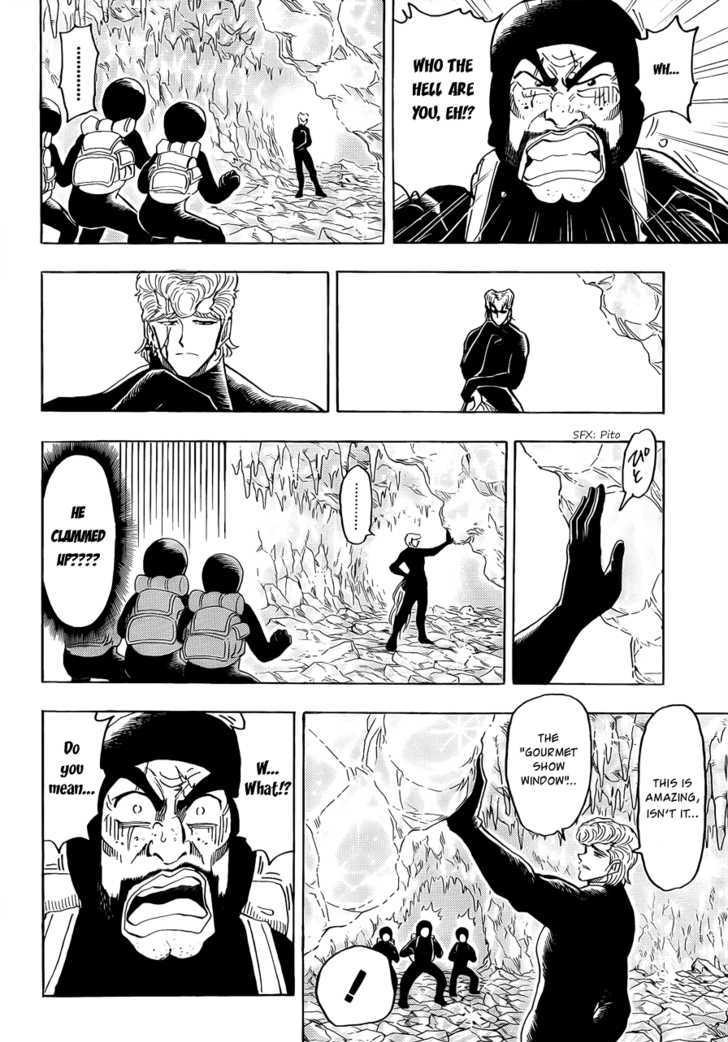 WH...
WHO THE
HELL ARE
YOU, EH!?
..........
SFX: Pito
ぴと
........
HE
CLAMMED
UP????
THIS IS
AMAZING,
ISN'T IT...
THE
"GOURMET
SHOW
WINDOW"...
!
W...
What!?
Do
you
mean...